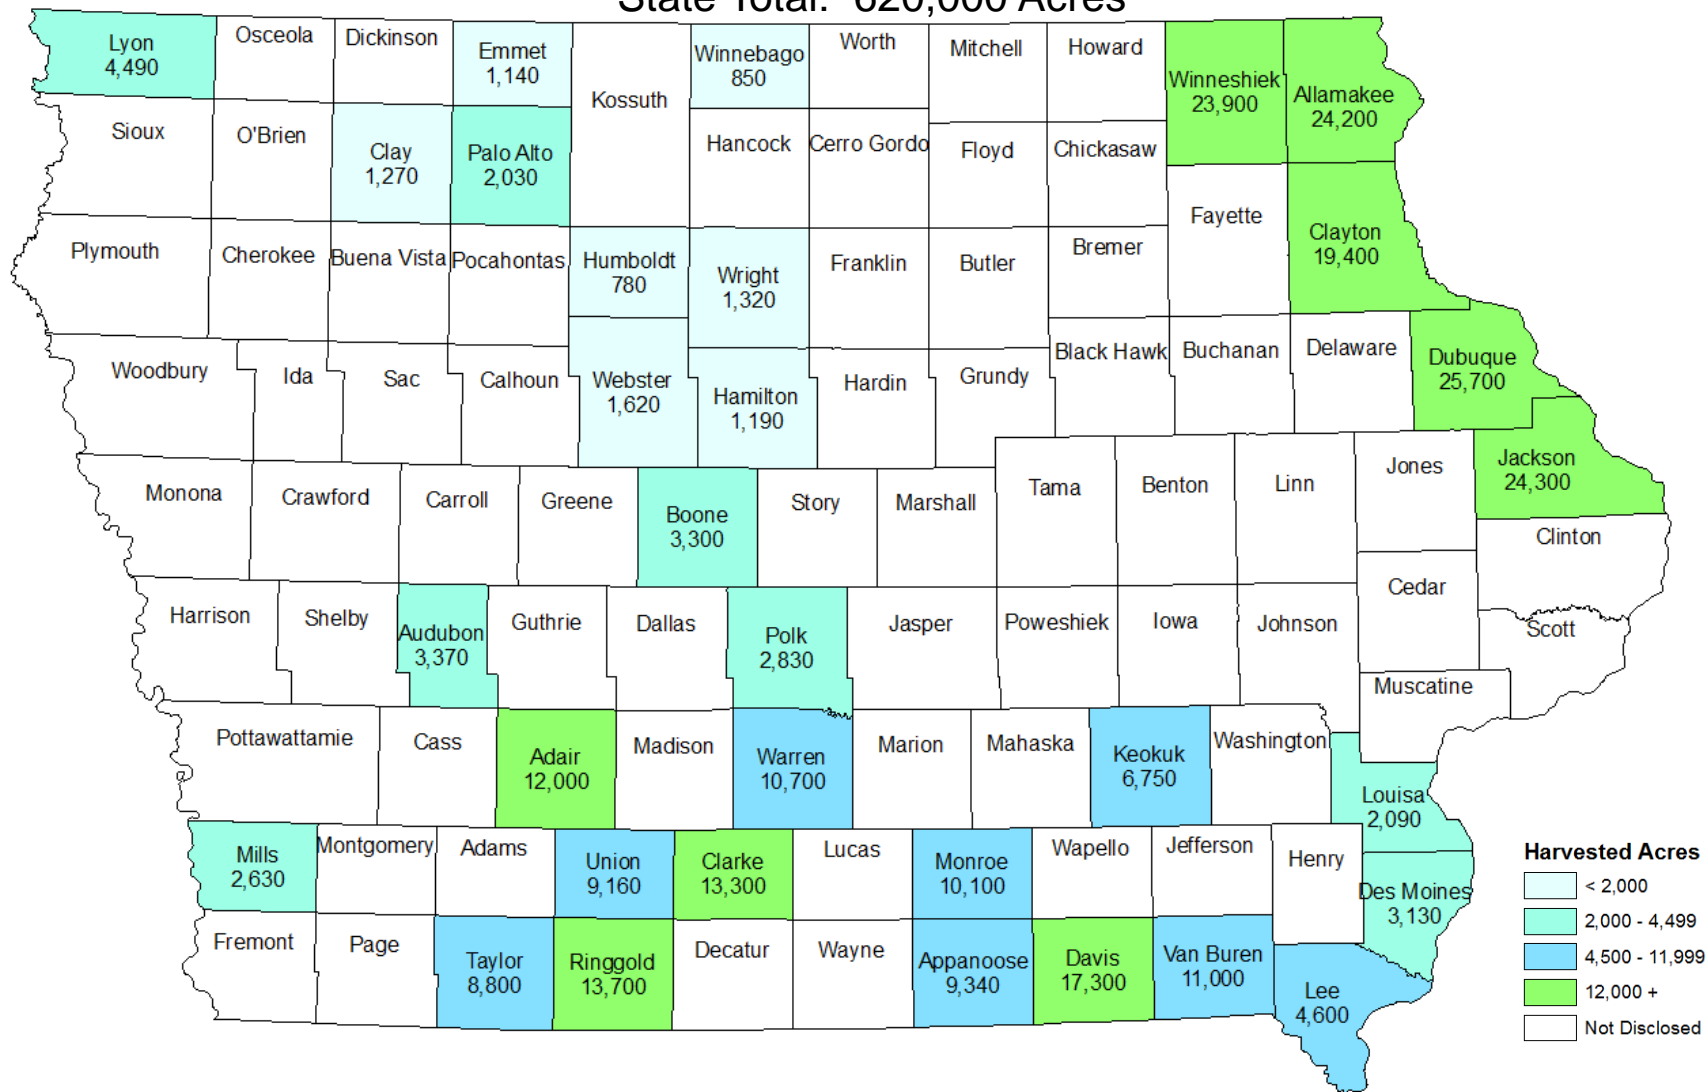 State Total: 620,000 Acres
Lyon
4,490
Osceola
Dickinson
Emmet
1,140
Kossuth
Winnebago
850
Worth
Mitchell
Howard
Winneshiek
23,900
Allamakee
24,200
Sioux
O'Brien
Clay
1,270
Palo Alto
2,030
Hancock
Cerro Gordo
Floyd
Chickasaw
Fayette
Clayton
19,400
Plymouth
Cherokee
Buena Vista
Pocahontas
Humboldt
780
Wright
1,320
Franklin
Butler
Bremer
Woodbury
Ida
Sac
Calhoun
Webster
1,620
Hamilton
1,190
Hardin
Grundy
Black Hawk
Buchanan
Delaware
Dubuque
25,700
Monona
Crawford
Carroll
Greene
Boone
3,300
Story
Marshall
Tama
Benton
Linn
Jones
Jackson
24,300
Clinton
Harrison
Shelby
Audubon
3,370
Guthrie
Dallas
Polk
2,830
Jasper
Poweshiek
Iowa
Johnson
Cedar
Scott
Muscatine
Pottawattamie
Cass
Adair
12,000
Madison
Warren
10,700
Marion
Mahaska
Keokuk
6,750
Washington
Louisa
2,090
Mills
2,630
Montgomery
Adams
Union
9,160
Clarke
13,300
Lucas
Monroe
10,100
Wapello
Jefferson
Henry
Des Moines
3,130
Fremont
Page
Taylor
8,800
Ringgold
13,700
Decatur
Wayne
Appanoose
9,340
Davis
17,300
Van Buren
11,000
Lee
4,600
Harvested Acres
< 2,000
2,000 - 4,499
4,500 - 11,999
12,000 +
Not Disclosed